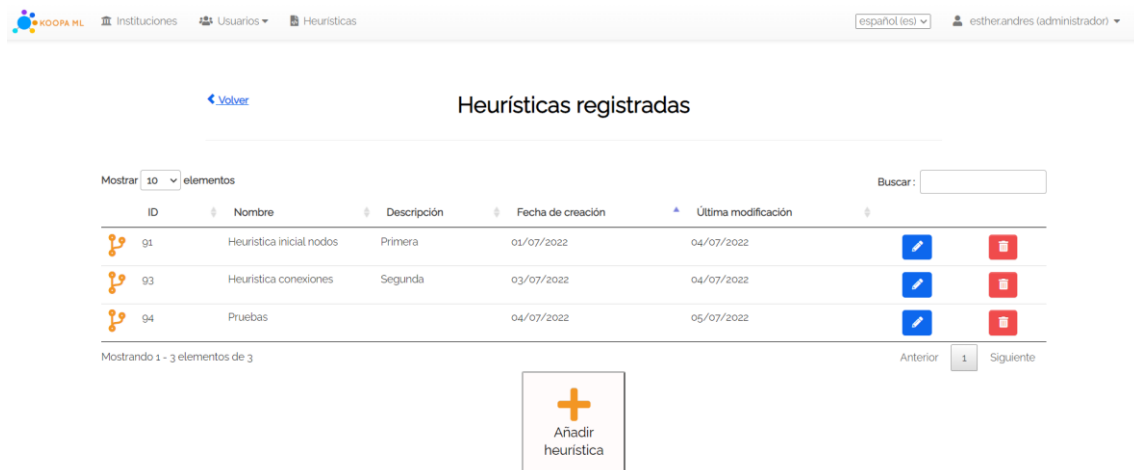 KOOPA ML Instituciones Usuarios Heurísticas español (es) esther.andres (administrador)
Volver
Heurísticas registradas
Mostrar 10 elementos
Buscar :
ID Nombre Descripción Fecha de creación Última modificación
91 Heurística inicial nodos Primera 01/07/2022 04/07/2022
93 Heurística conexiones Segunda 03/07/2022 04/07/2022
94 Pruebas 04/07/2022 05/07/2022
Mostrando 1 - 3 elementos de 3
Anterior 1 Siguiente
Añadir
heurística